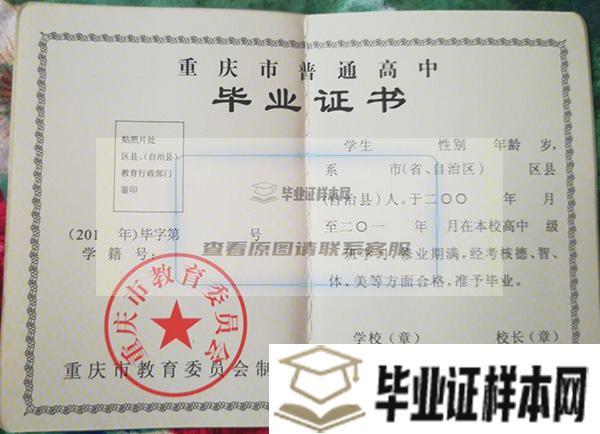 重庆市普通高中
毕业证书
贴照片处
区县、(自治县)
教育行政部门
签印
(201 年)毕字第 号
学籍号:
重庆市教育委员会
重庆市教育委员会制
学生 性别 年龄 岁,
系 市(省、自治区) 区县
(自治县)人。于二〇〇 年 月
至二〇一 年 月在本校高中 级
班学习,修业期满,经考核德、智、
体、美等方面合格,准予毕业。
学校(章) 校长(章)
毕业证样本网
查看原图请联系客服
毕业证样本网